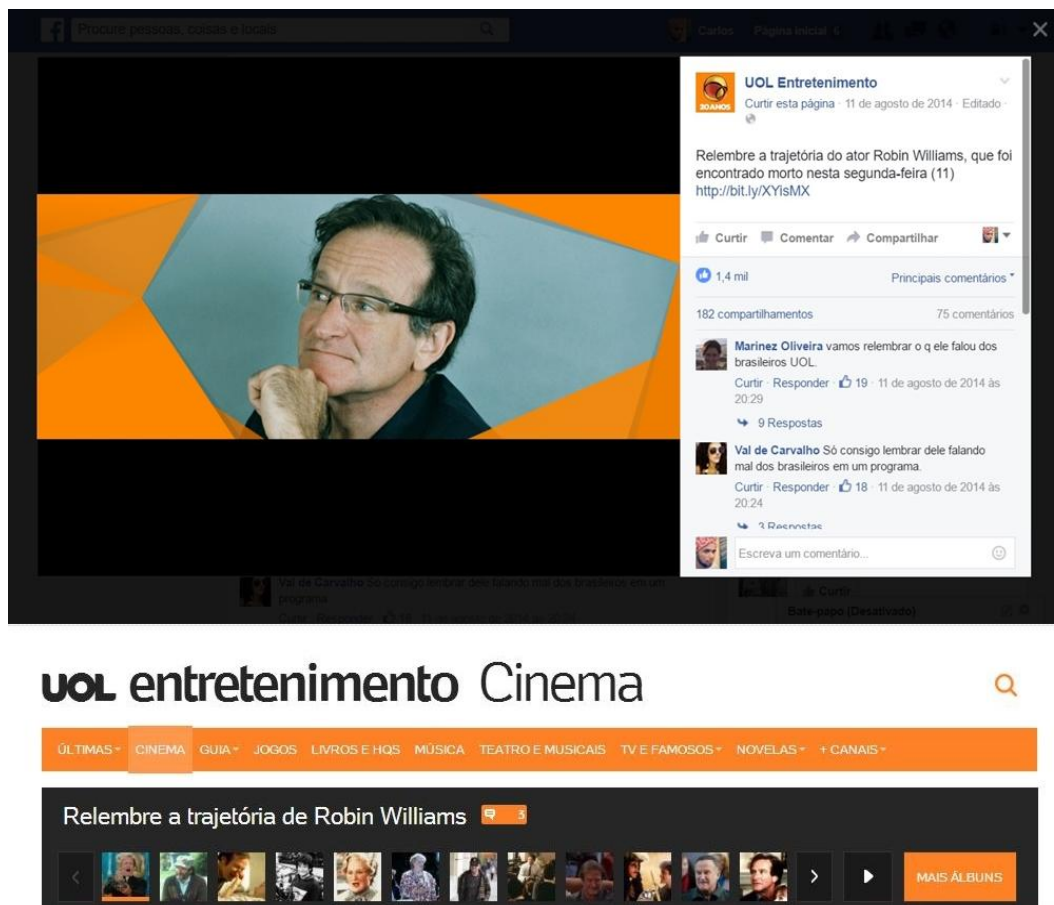 Procure pessoas, coisas e locais
Carlos Página inicial 6
20 ANOS
UOL Entretenimento
Curtir esta página · 11 de agosto de 2014 · Editado ·
Relembre a trajetória do ator Robin Williams, que foi
encontrado morto nesta segunda-feira (11)
http://bit.ly/XYisMX
Curtir Comentar Compartilhar
1,4 mil Principais comentários
182 compartilhamentos 75 comentários
Marinez Oliveira vamos relembrar o q ele falou dos
brasileiros UOL.
Curtir · Responder · 19 · 11 de agosto de 2014 às
20:29
9 Respostas
Val de Carvalho Só consigo lembrar dele falando
mal dos brasileiros em um programa.
Curtir · Responder · 18 · 11 de agosto de 2014 às
20:24
3 Respostas
Escreva um comentário...
Val de Carvalho Só consigo lembrar dele falando mal dos brasileiros em um
programa.
Curtir
Bate-papo (Desativado)
UOL entretenimento Cinema
ÚLTIMAS CINEMA GUIA JOGOS LIVROS E HQS MÚSICA TEATRO E MUSICAIS TV E FAMOSOS NOVELAS + CANAIS
Relembre a trajetória de Robin Williams 3
MAIS ÁLBUNS